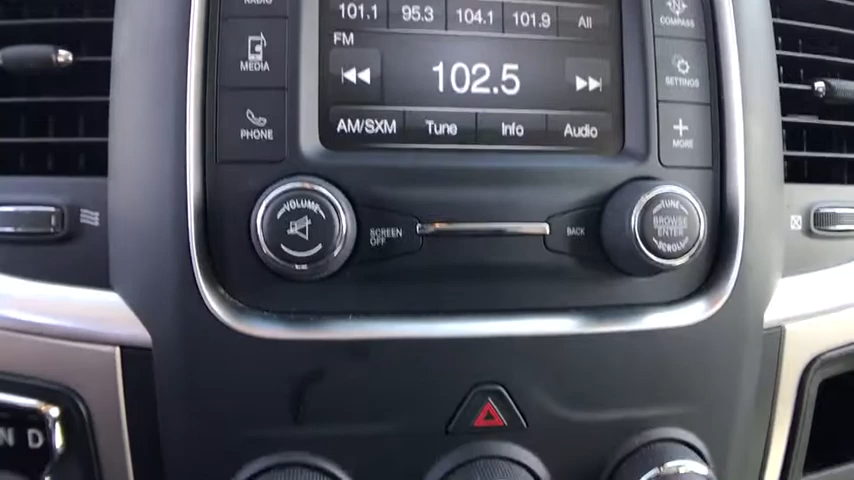 RADIO
101.1 95.3 104.1 101.9 All
COMPASS
FM
MEDIA
102.5
SETTINGS
PHONE
AM/SXM Tune Info Audio
MORE
VOLUME
SCREEN
OFF
BACK
TUNE
BROWSE
ENTER
SCROLL
N D